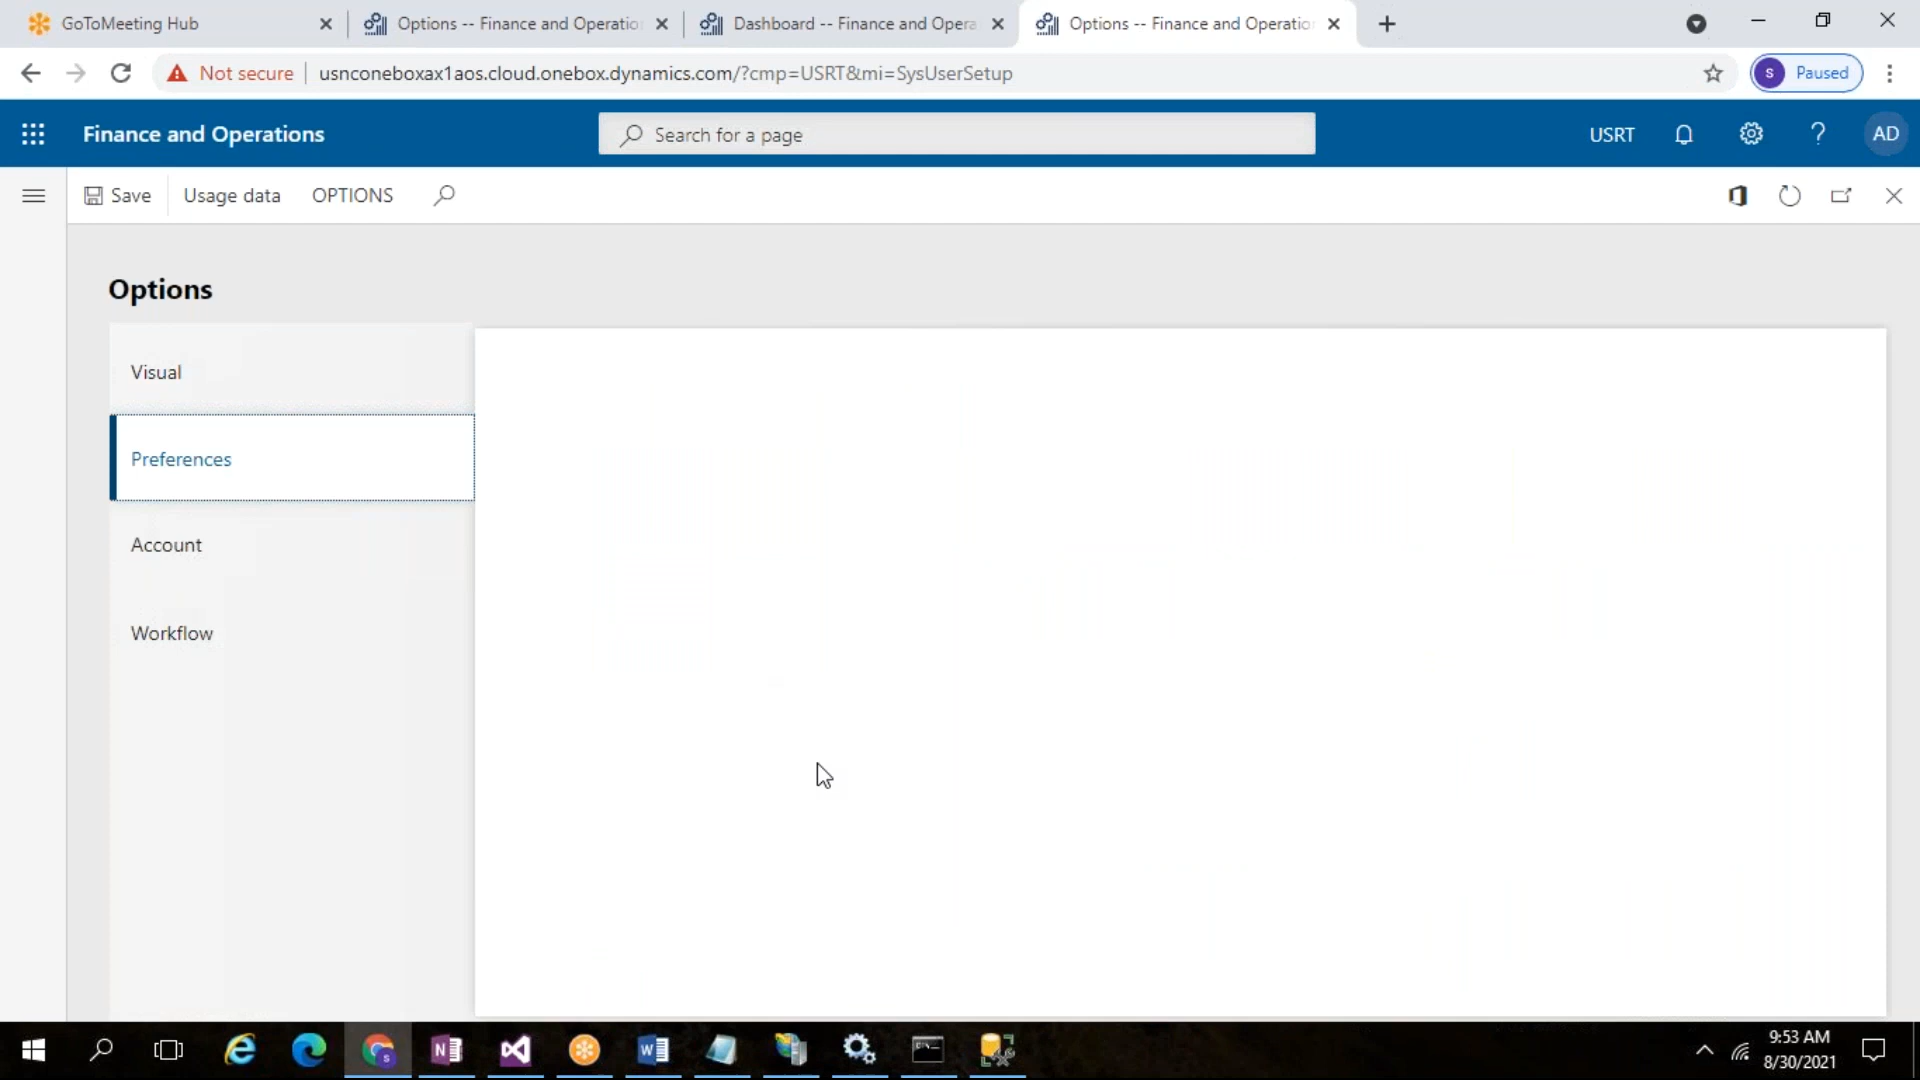 GoToMeeting Hub
Options -- Finance and Operatio
Dashboard -- Finance and Opera
Options -- Finance and Operatio
Not secure
usnconeboxax1aos.cloud.onebox.dynamics.com/?cmp=USRT&mi=SysUserSetup
s
Paused
Finance and Operations
Search for a page
USRT
?
AD
Save
Usage data
OPTIONS
Options
Visual
Preferences
Account
Workflow
9:53 AM
8/30/2021